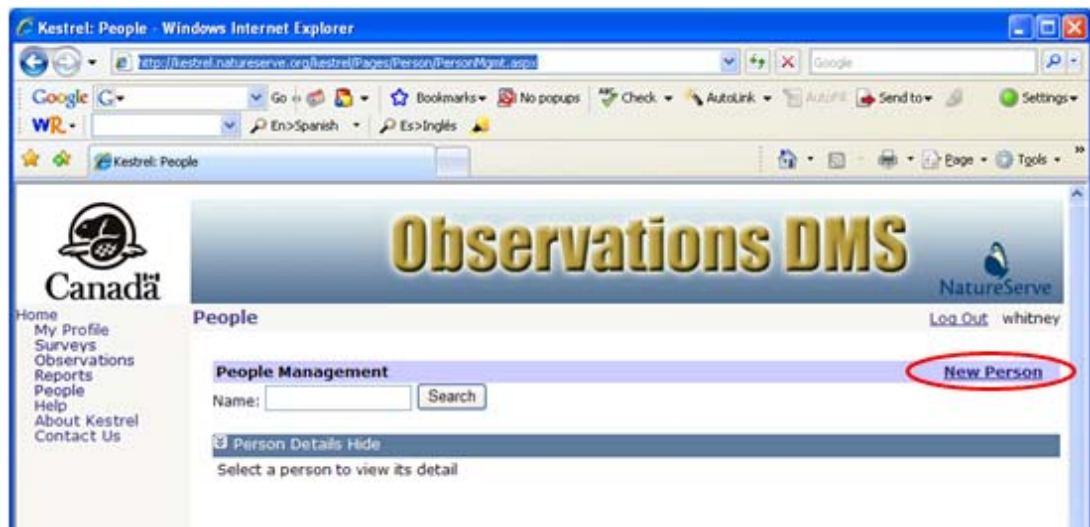 Kestrel: People - Windows Internet Explorer
http://kestrel.natureserve.org/kestrel/Pages/Person/PersonMgmt.aspx
Google
Google G Go Bookmarks No popups Check AutoLink AutoFill Send to Settings
WR. En>Spanish Es>Inglés
Kestrel: People Page Tools »
Observations DMS
Canada
NatureServe
Home
My Profile
Surveys
Observations
Reports
People
Help
About Kestrel
Contact Us
People Log Out whitney
People Management New Person
Name: Search
Person Details Hide
Select a person to view its detail